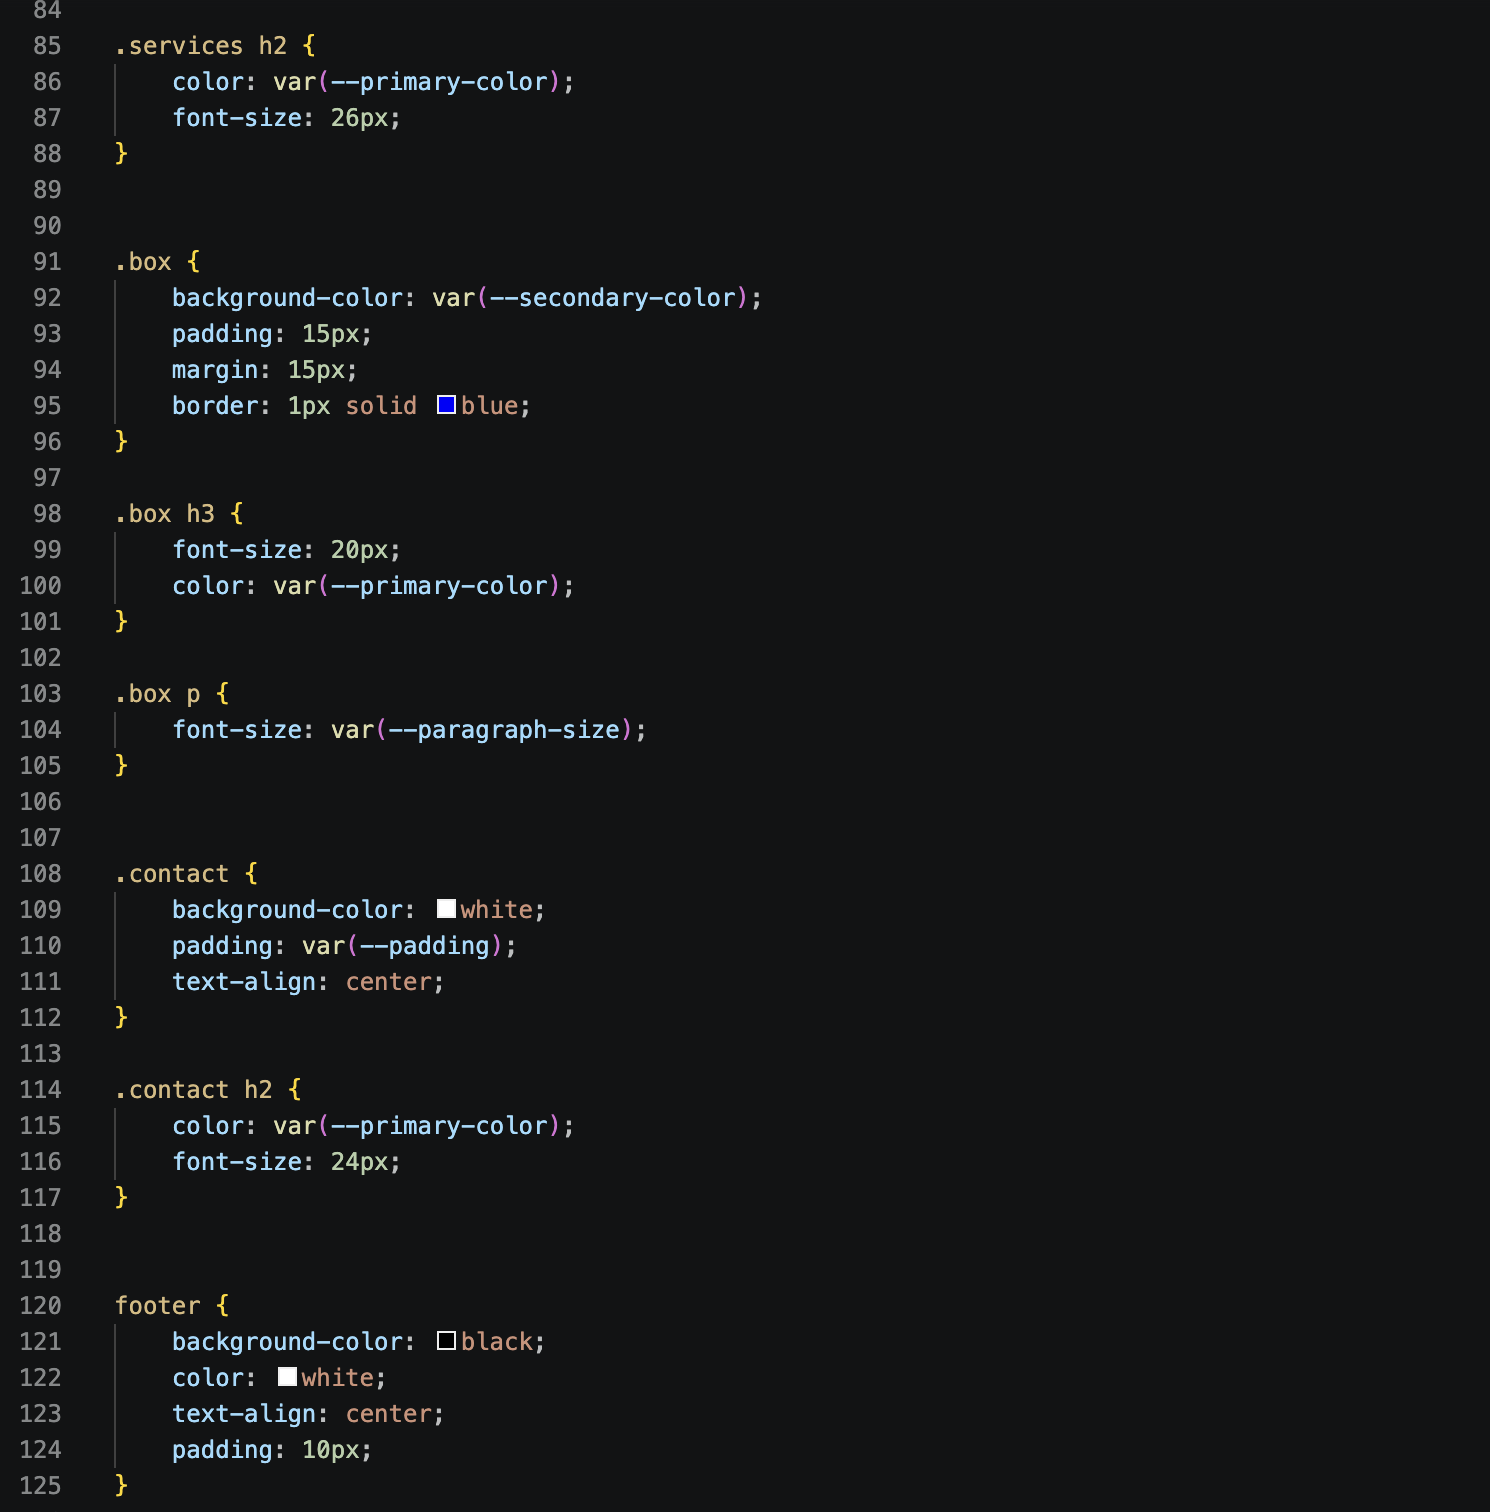 84
85 .services h2 {
86     color: var(--primary-color);
87     font-size: 26px;
88 }
89
90
91 .box {
92     background-color: var(--secondary-color);
93     padding: 15px;
94     margin: 15px;
95     border: 1px solid blue;
96 }
97
98 .box h3 {
99     font-size: 20px;
100     color: var(--primary-color);
101 }
102
103 .box p {
104     font-size: var(--paragraph-size);
105 }
106
107
108 .contact {
109     background-color: white;
110     padding: var(--padding);
111     text-align: center;
112 }
113
114 .contact h2 {
115     color: var(--primary-color);
116     font-size: 24px;
117 }
118
119
120 footer {
121     background-color: black;
122     color: white;
123     text-align: center;
124     padding: 10px;
125 }